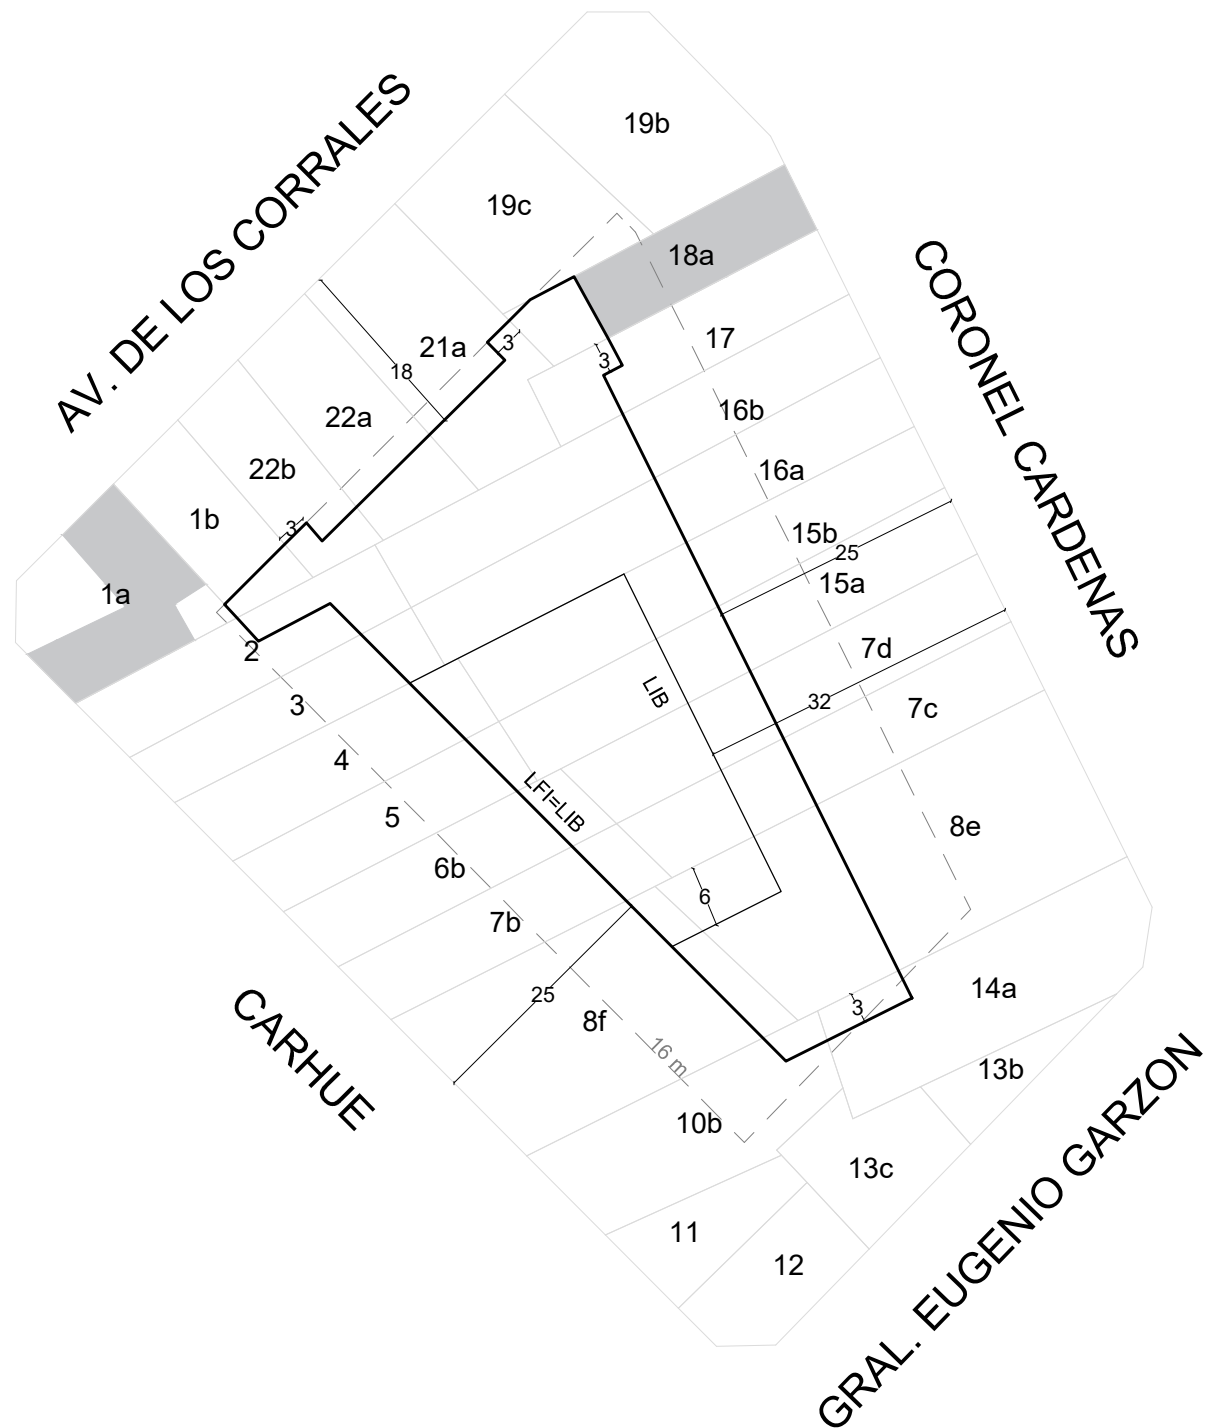 19b
19c
AV. DE LOS CORRALES
18a
CORONEL CARDENAS
17
21a
3
3
18
16b
22a
16a
22b
1b
3
15b
25
15a
1a
2
7d
3
LIB
32
7c
4
LFI=LIB
5
8e
6b
6
7b
25
3
14a
8f
CARHUE
16 m
13b
10b
13c
GRAL. EUGENIO GARZON
11
12